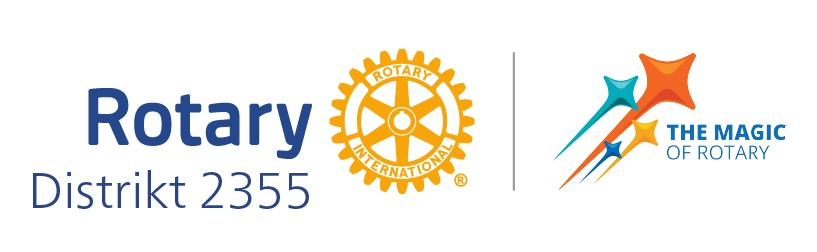 Rotary
Distrikt 2355
ROTARY
INTERNATIONAL
®
THE MAGIC
OF ROTARY